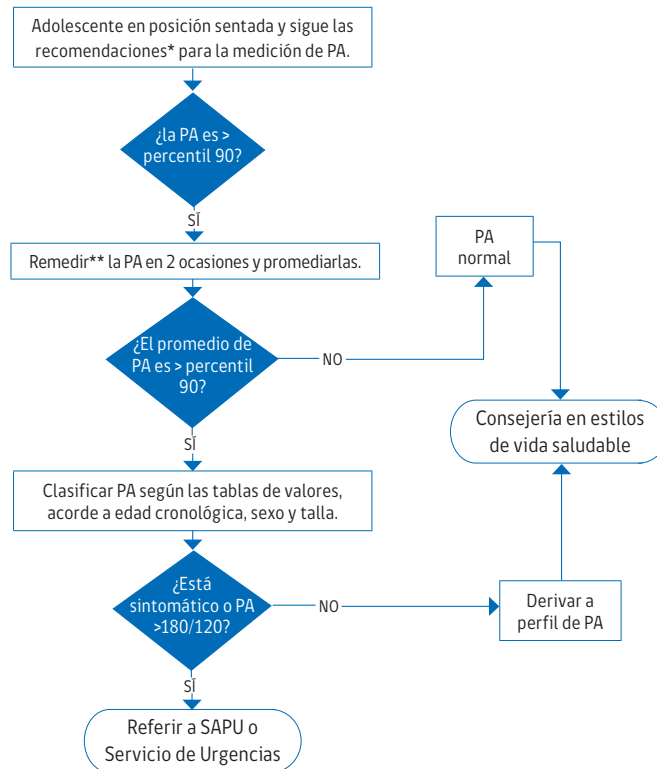 Adolescente en posición sentada y sigue las
recomendaciones* para la medición de PA.
¿la PA es >
percentil 90?
SÍ
Remedir** la PA en 2 ocasiones y promediarlas.
PA
normal
¿El promedio de
PA es > percentil
90?
NO
Consejería en estilos
de vida saludable
SÍ
Clasificar PA según las tablas de valores,
acorde a edad cronológica, sexo y talla.
¿Está
sintomático o PA
>180/120?
NO
Derivar a
perfil de PA
SÍ
Referir a SAPU o
Servicio de Urgencias